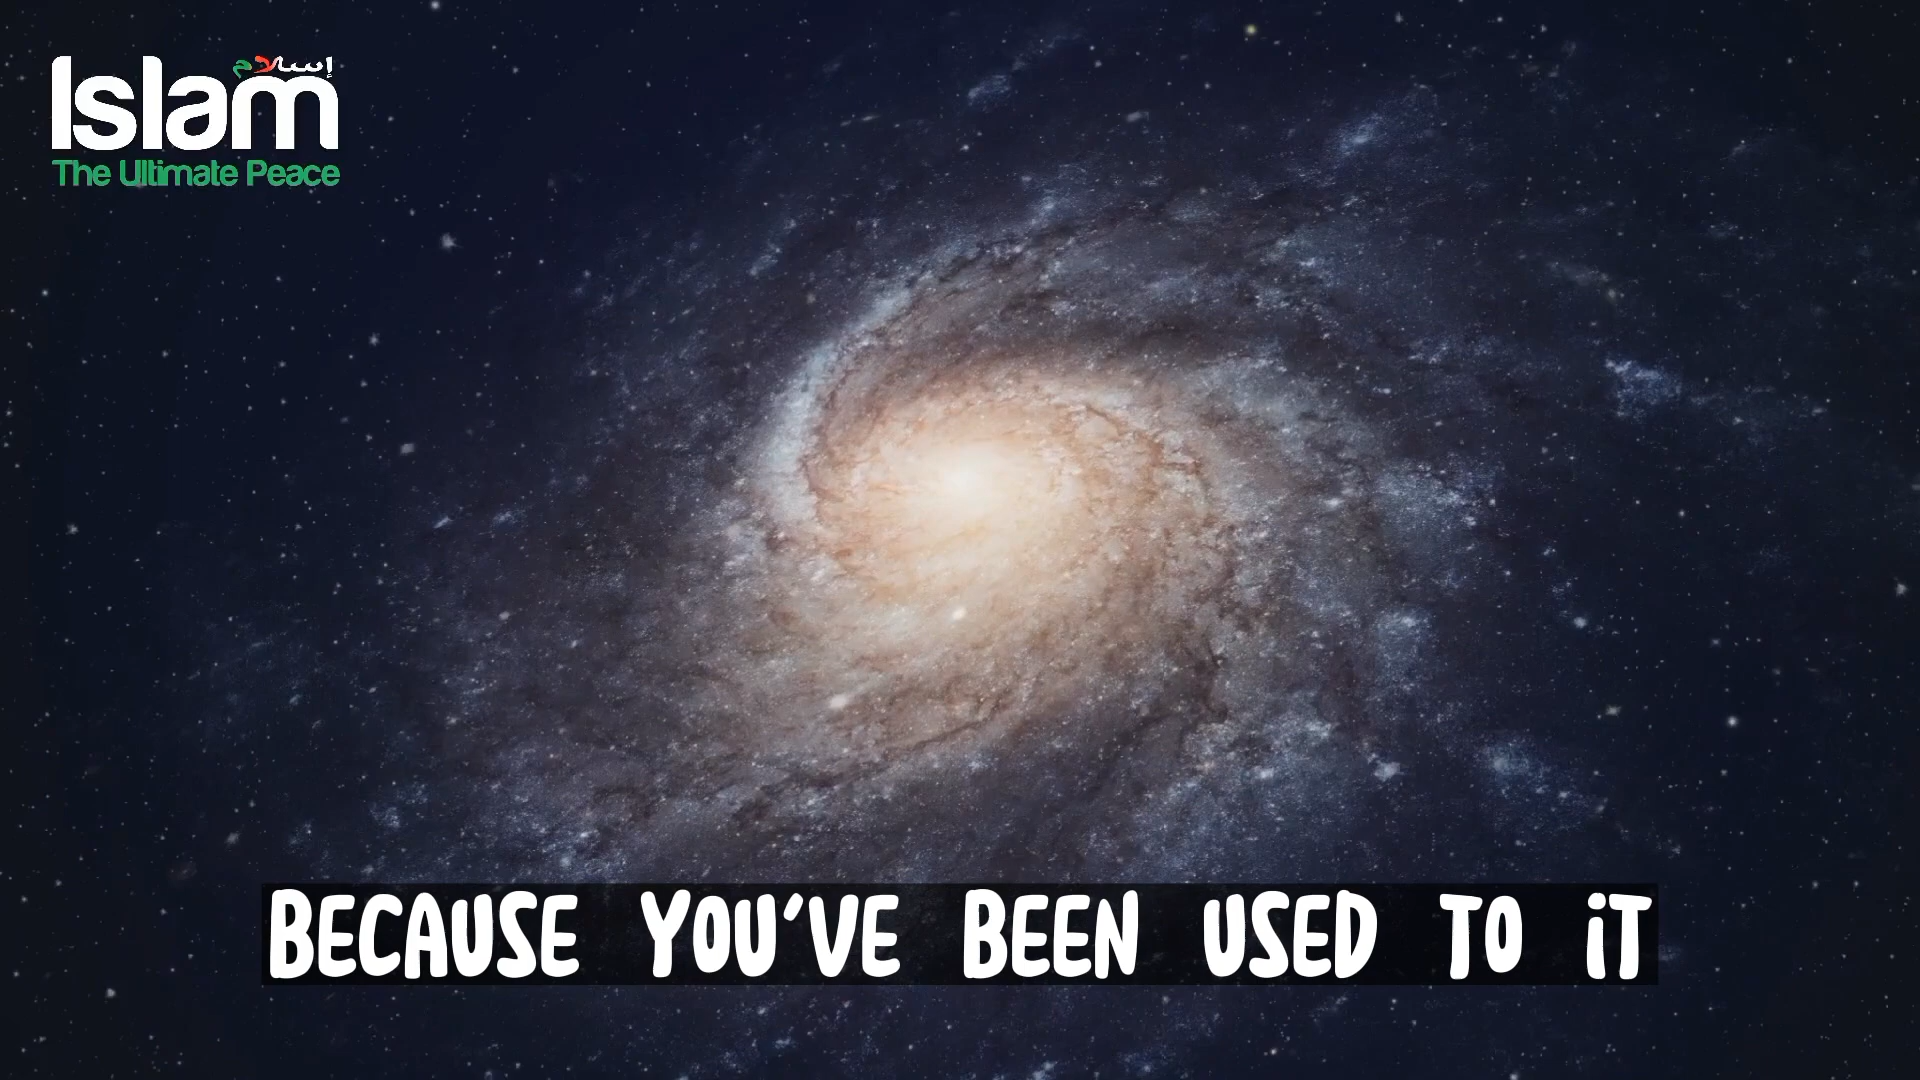 إسلام
Islam
The Ultimate Peace
BECAUSE YOU'VE BEEN USED TO iT